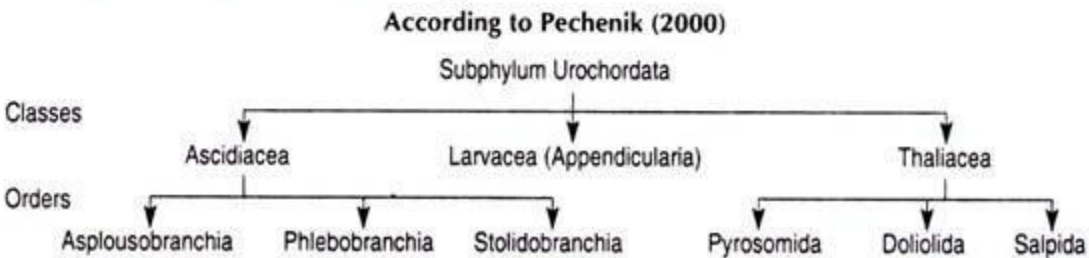 According to Pechenik (2000)
Subphylum Urochordata
Classes
Ascidiacea Larvacea (Appendicularia) Thaliacea
Orders
Asplousobranchia Phlebobranchia Stolidobranchia Pyrosomida Doliolida Salpida